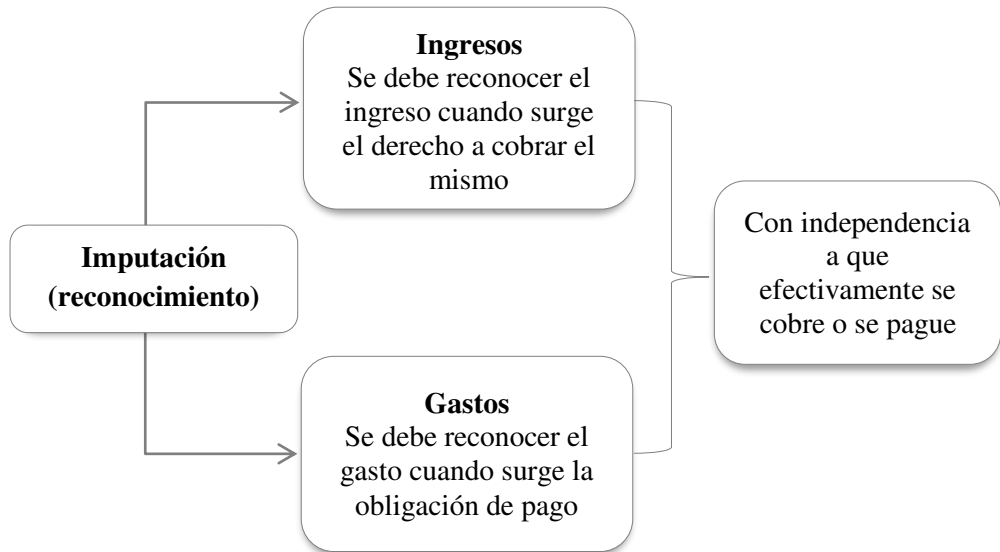 Imputación
(reconocimiento)
Ingresos
Se debe reconocer el
ingreso cuando surge
el derecho a cobrar el
mismo
Gastos
Se debe reconocer el
gasto cuando surge la
obligación de pago
Con independencia
a que
efectivamente se
cobre o se pague